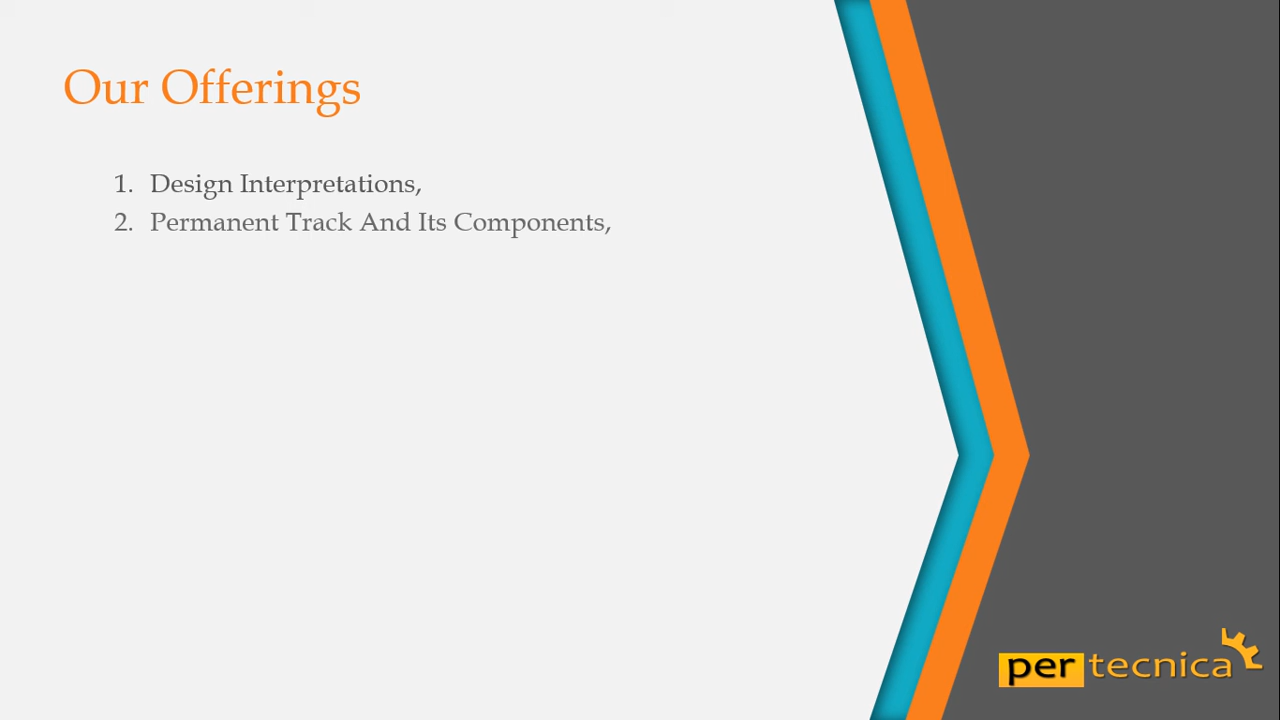 Our Offerings
1. Design Interpretations,
2. Permanent Track And Its Components,
per tecnica